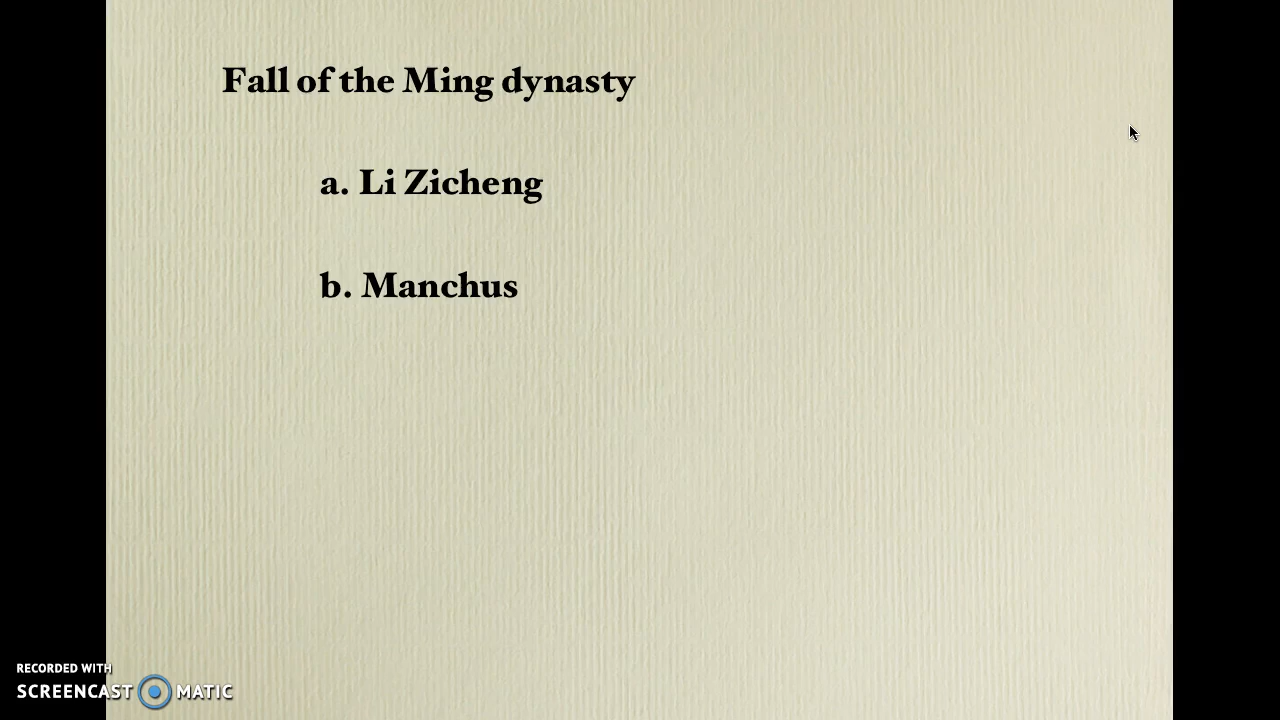 Fall of the Ming dynasty
a. Li Zicheng
b. Manchus
RECORDED WITH
SCREENCAST MATIC